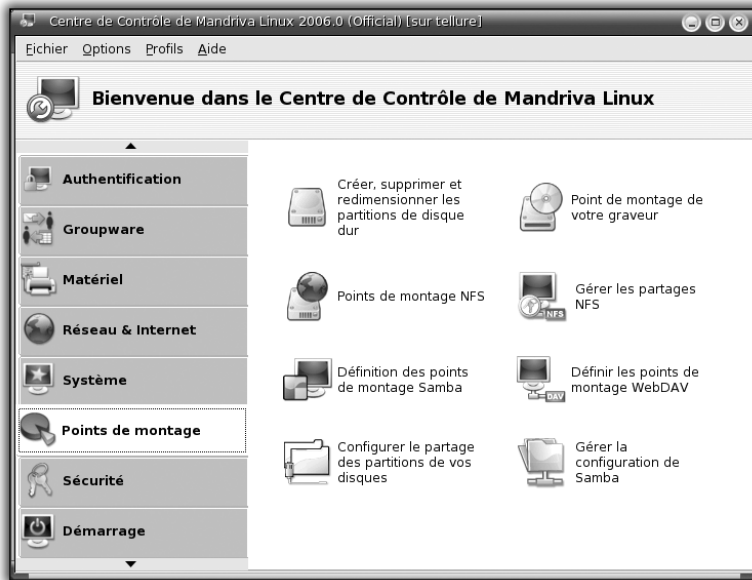 Centre de Contrôle de Mandriva Linux 2006.0 (Official) [sur tellure]
Fichier Options Profils Aide
Bienvenue dans le Centre de Contrôle de Mandriva Linux
Authentification
Groupware
Matériel
Réseau & Internet
Système
Points de montage
Sécurité
Démarrage
Créer, supprimer et
redimensionner les
partitions de disque
dur
Point de montage de
votre graveur
Points de montage NFS
Gérer les partages
NFS
NFS
Définition des points
de montage Samba
Définir les points de
montage WebDAV
DAV
Configurer le partage
des partitions de vos
disques
Gérer la
configuration de
Samba